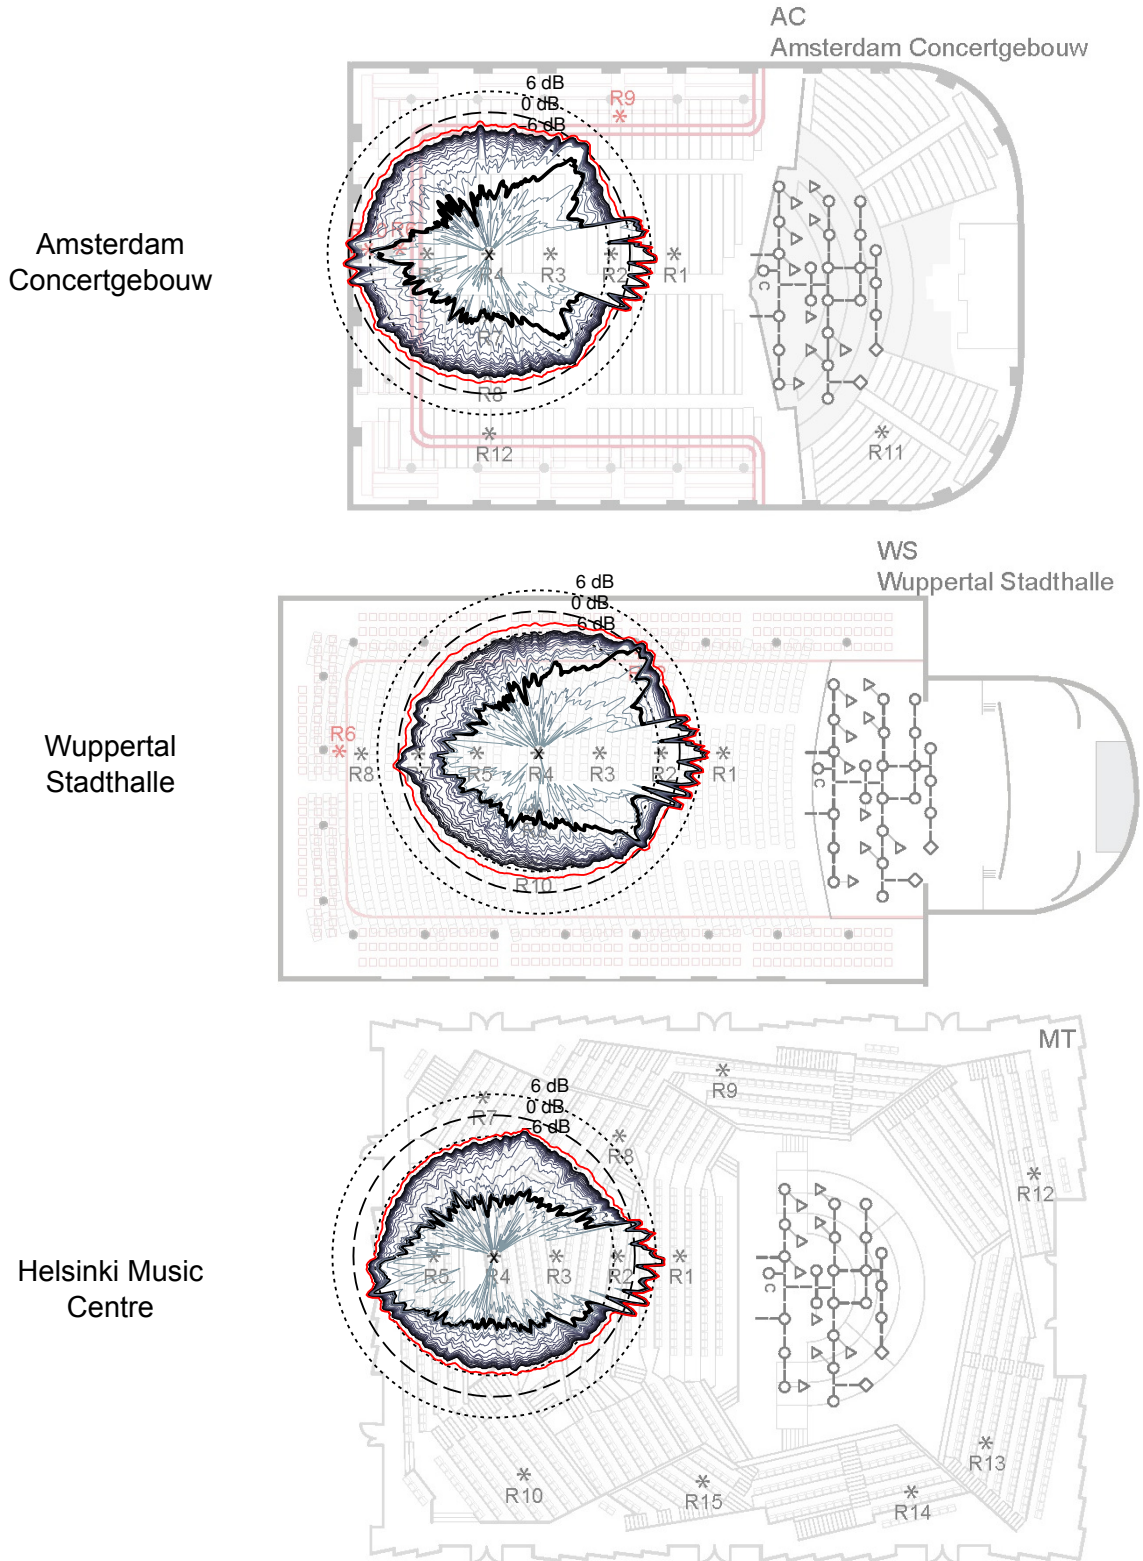 AC
Amsterdam Concertgebouw
6 dB
0 dB
-6 dB
R9
Amsterdam
Concertgebouw
R6
R5
R4
R3
R2
R1
C
R7
R8
R12
R11
WS
Wuppertal Stadthalle
6 dB
0 dB
6 dB
R6
Wuppertal
Stadthalle
R8
R5
R4
R3
R2
R1
C
R10
MT
6 dB
0 dB
-6 dB
R7
R9
R8
R12
Helsinki Music
Centre
R5
R4
R3
R2
R1
C
R13
R10
R15
R14